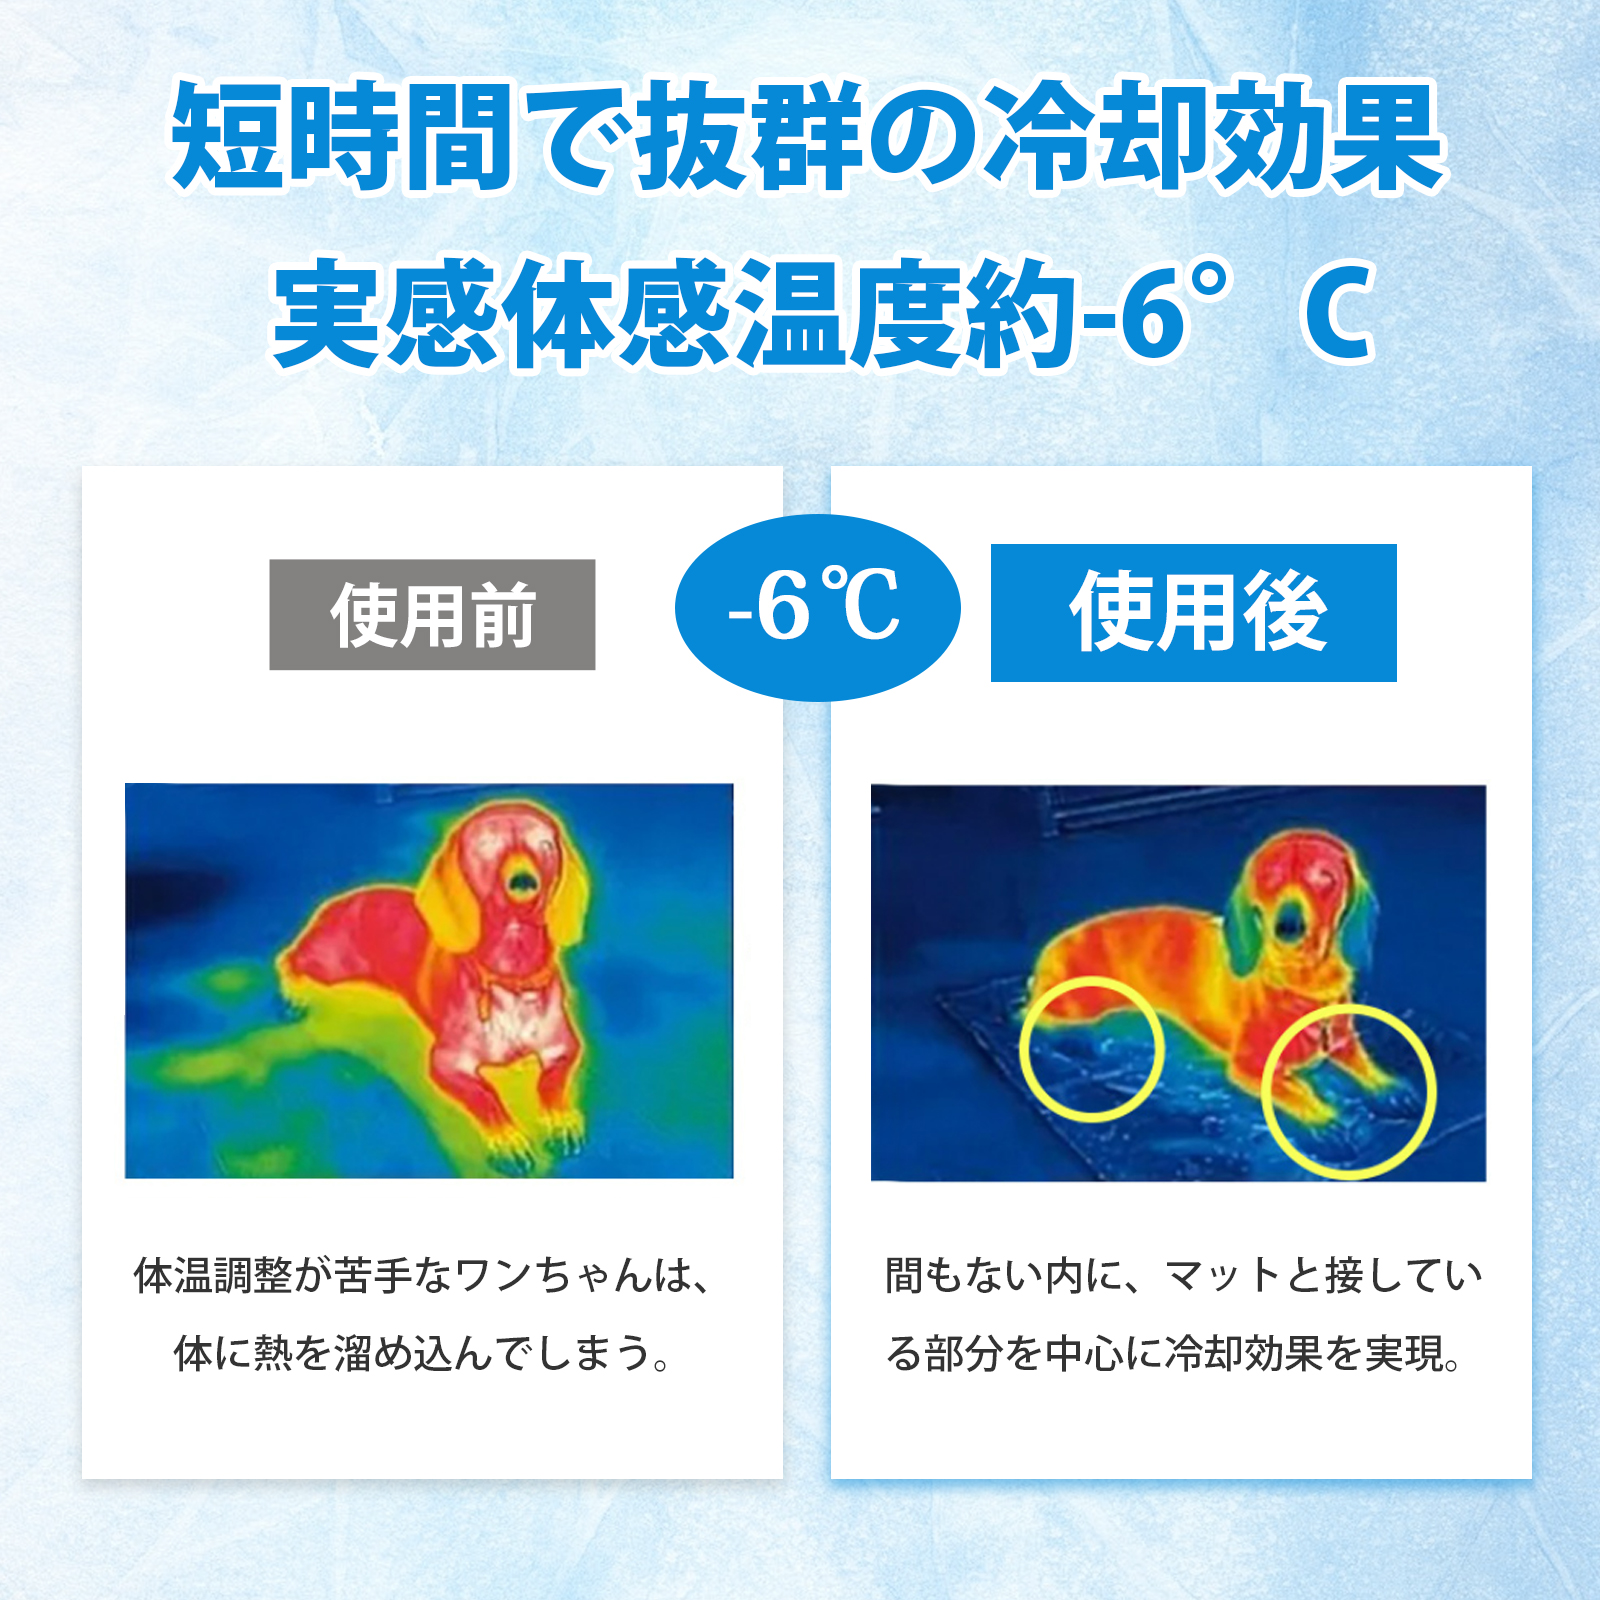 短時間で抜群の冷却効果
実感体感温度約-6°C
使用前
-6℃
使用後
体温調整が苦手なワンちゃんは、
体に熱を溜め込んでしまう。
間もない内に、マットと接してい
る部分を中心に冷却効果を実現。